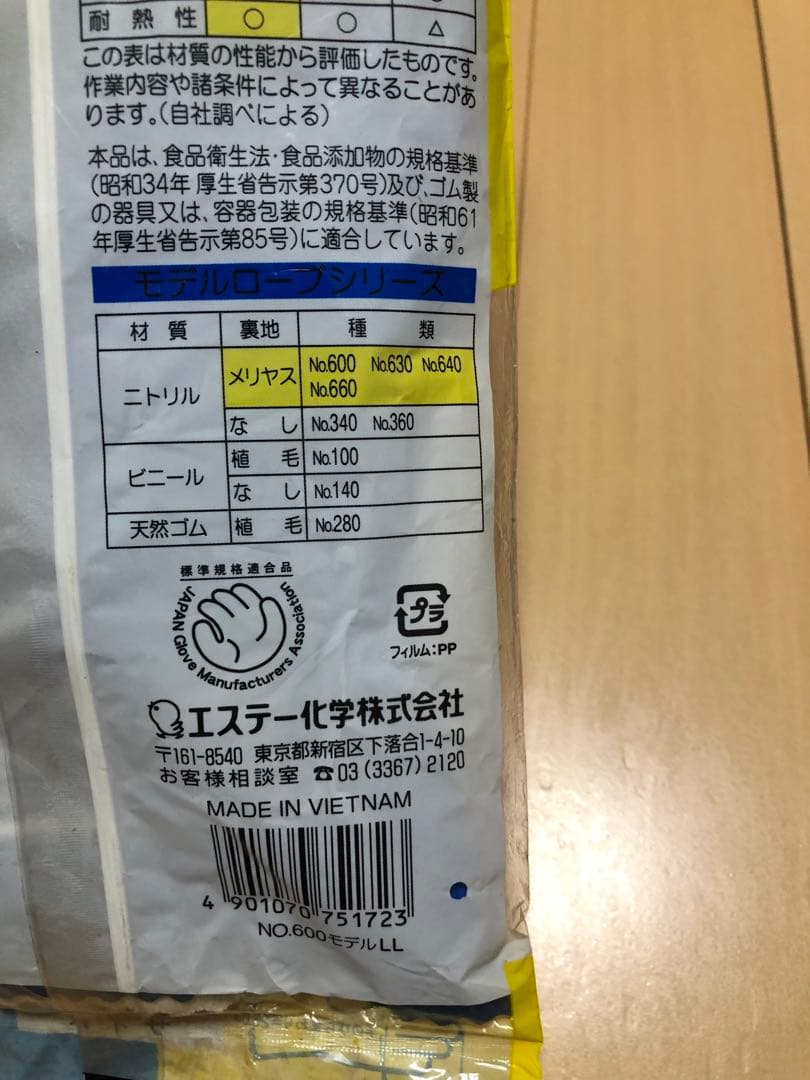 耐熱性 ○ ○ △
この表は材質の性能から評価したものです。
作業内容や諸条件によって異なることがあ
ります。(自社調べによる)
本品は、食品衛生法・食品添加物の規格基準
(昭和34年 厚生省告示第370号)及び、ゴム製
の器具又は、容器包装の規格基準(昭和61
年厚生省告示第85号)に適合しています。
モデルローブシリーズ
材質 裏地 種類
ニトリル メリヤス No.600 No.630 No.640
No.660
なし No.340 No.360
ビニール 植毛 No.100
なし No.140
天然ゴム 植毛 No.280
標準規格適合品
JAPAN Glove Manufacturers Association
プラ
フィルム:PP
エステー化学株式会社
〒161-8540 東京都新宿区下落合1-4-10
お客様相談室 ☎03(3367)2120
MADE IN VIETNAM
4 901070 751723
NO.600モデルLL